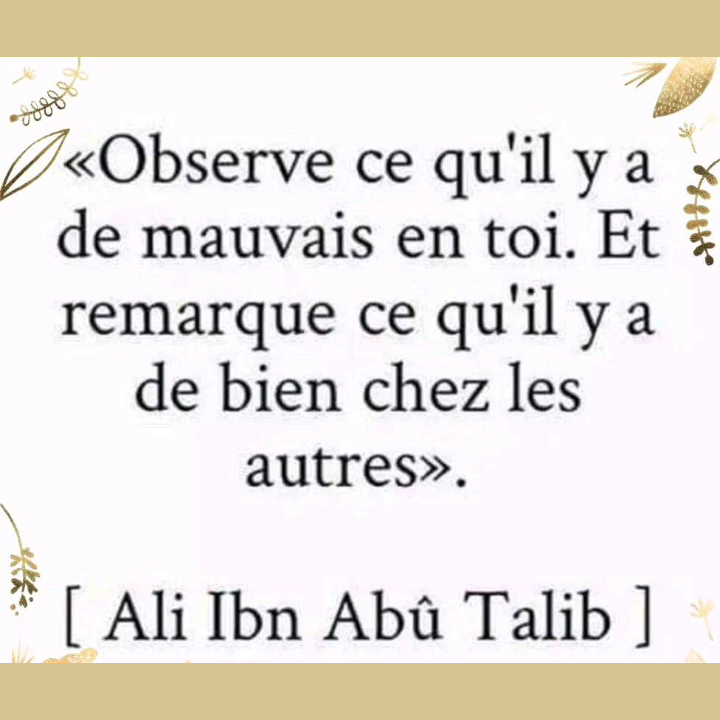 «Observe ce qu'il y a
de mauvais en toi. Et
remarque ce qu'il y a
de bien chez les
autres».
[ Ali Ibn Abû Talib ]